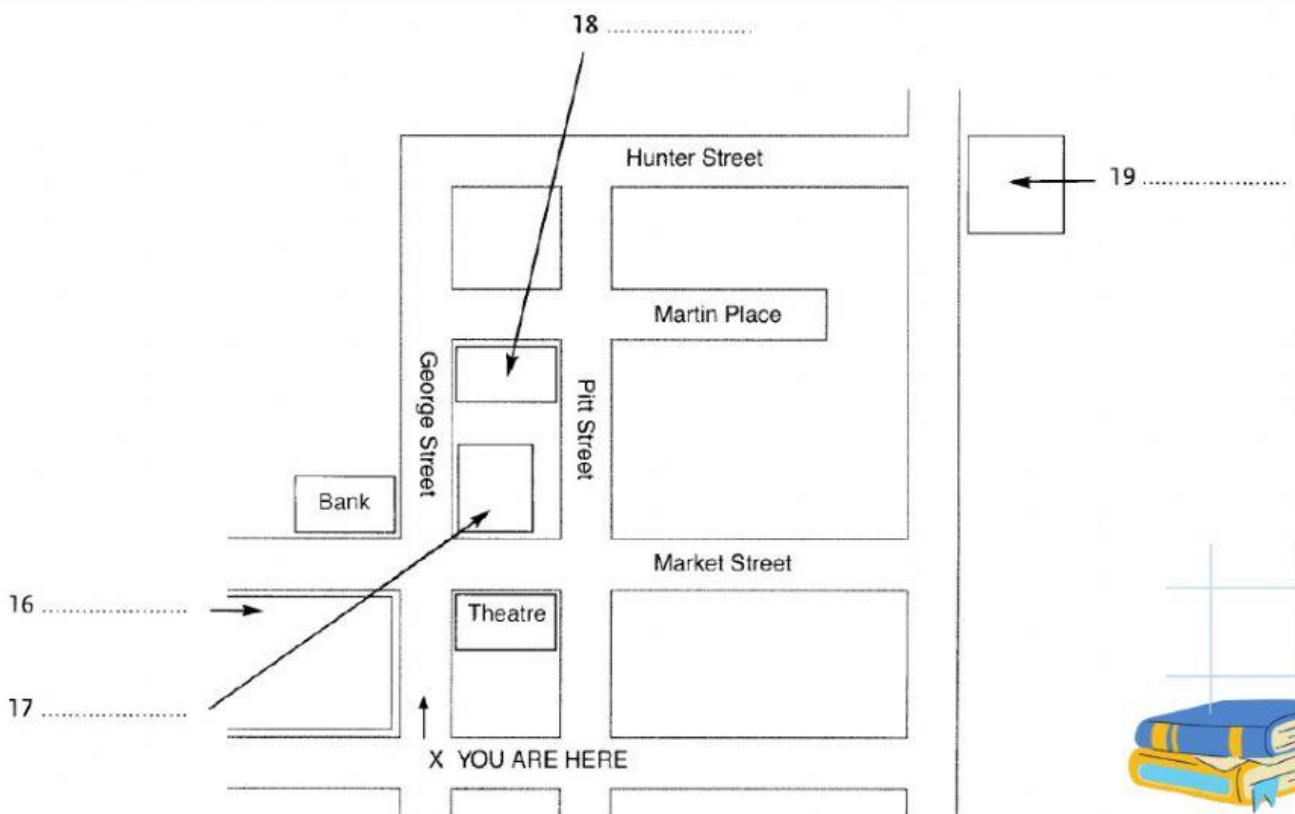 18 ....................
Hunter Street
19 ....................
Martin Place
George Street
Pitt Street
Bank
Market Street
16 ....................
Theatre
17 ....................
X YOU ARE HERE